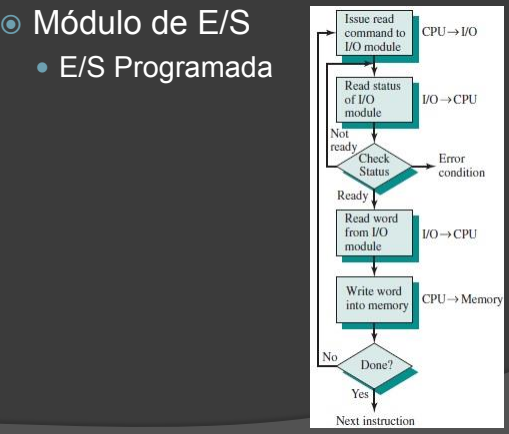 Módulo de E/S
E/S Programada
Issue read
command to
I/O module
CPU→I/O
Read status
of I/O
module
I/O→CPU
Not
ready
Check
Status
Error
condition
Ready
Read word
from I/O
module
I/O→CPU
Write word
into memory
CPU→Memory
No
Done?
Yes
Next instruction